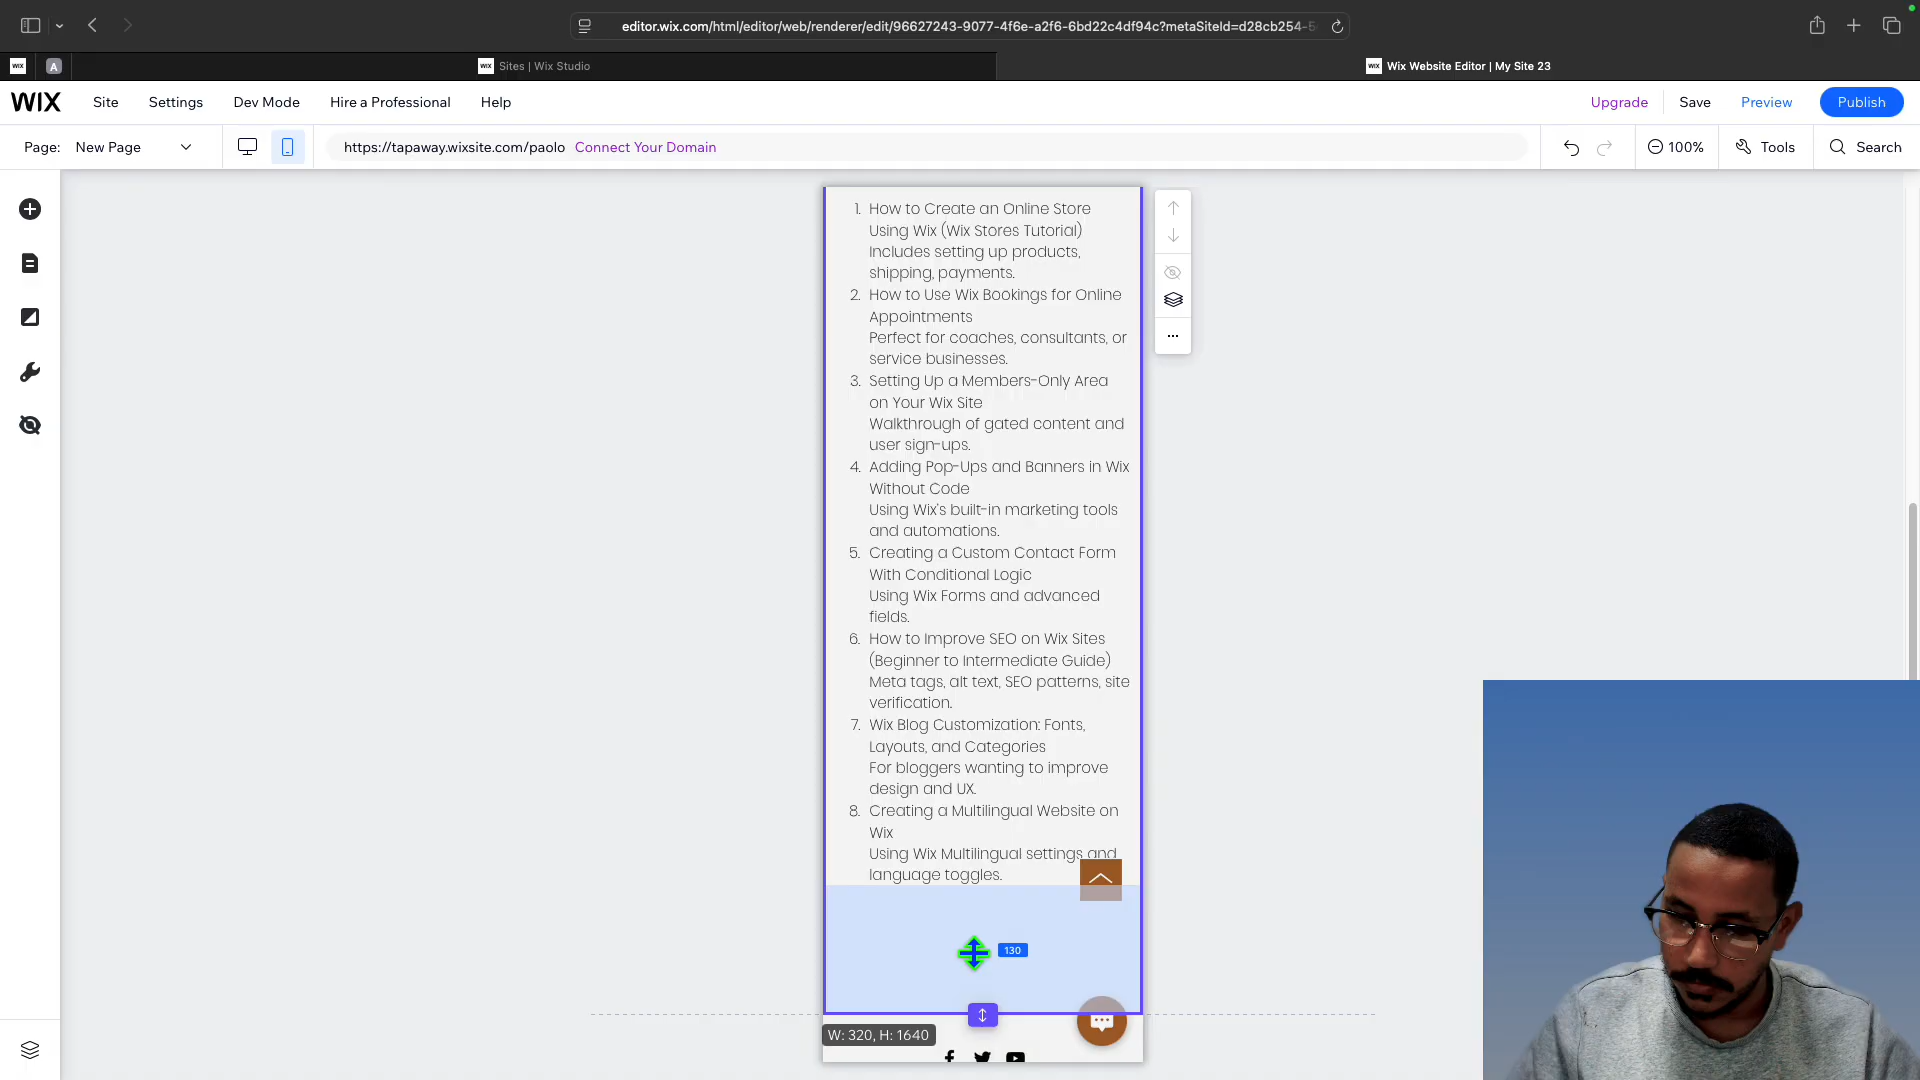 editor.wix.com/html/editor/web/renderer/edit/96627243-9077-4f6e-a2f6-6bd22c4df94c?metaSiteId=d28cb254-5
WIX
A
WIX Sites | Wix Studio
WIX Wix Website Editor | My Site 23
WIX Site Settings Dev Mode Hire a Professional Help Upgrade Save Preview Publish
Page: New Page https://tapaway.wixsite.com/paolo Connect Your Domain 100% Tools Search
1. How to Create an Online Store
Using Wix (Wix Stores Tutorial)
Includes setting up products,
shipping, payments.
2. How to Use Wix Bookings for Online
Appointments
Perfect for coaches, consultants, or
service businesses.
3. Setting Up a Members-Only Area
on Your Wix Site
Walkthrough of gated content and
user sign-ups.
4. Adding Pop-Ups and Banners in Wix
Without Code
Using Wix's built-in marketing tools
and automations.
5. Creating a Custom Contact Form
With Conditional Logic
Using Wix Forms and advanced
fields.
6. How to Improve SEO on Wix Sites
(Beginner to Intermediate Guide)
Meta tags, alt text, SEO patterns, site
verification.
7. Wix Blog Customization: Fonts,
Layouts, and Categories
For bloggers wanting to improve
design and UX.
8. Creating a Multilingual Website on
Wix
Using Wix Multilingual settings and
language toggles.
130
W: 320, H: 1640